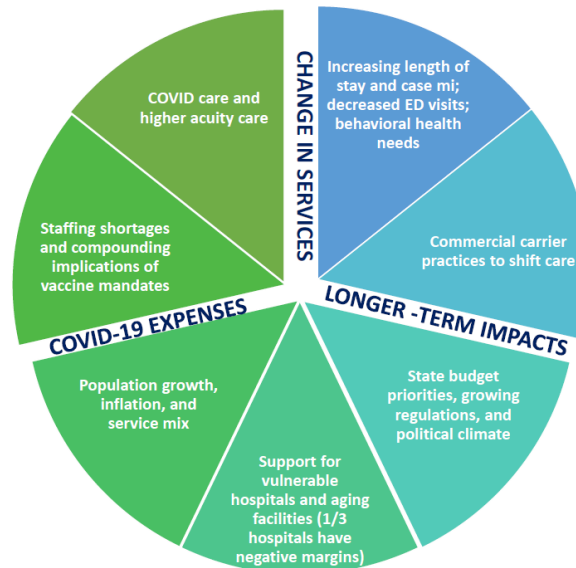 CHANGE IN SERVICES
Increasing length of
stay and case mi;
decreased ED visits;
behavioral health
needs
Commercial carrier
practices to shift care
LONGER -TERM IMPACTS
State budget
priorities, growing
regulations, and
political climate
Support for
vulnerable
hospitals and aging
facilities (1/3
hospitals have
negative margins)
Population growth,
inflation, and
service mix
COVID-19 EXPENSES
Staffing shortages
and compounding
implications of
vaccine mandates
COVID care and
higher acuity care